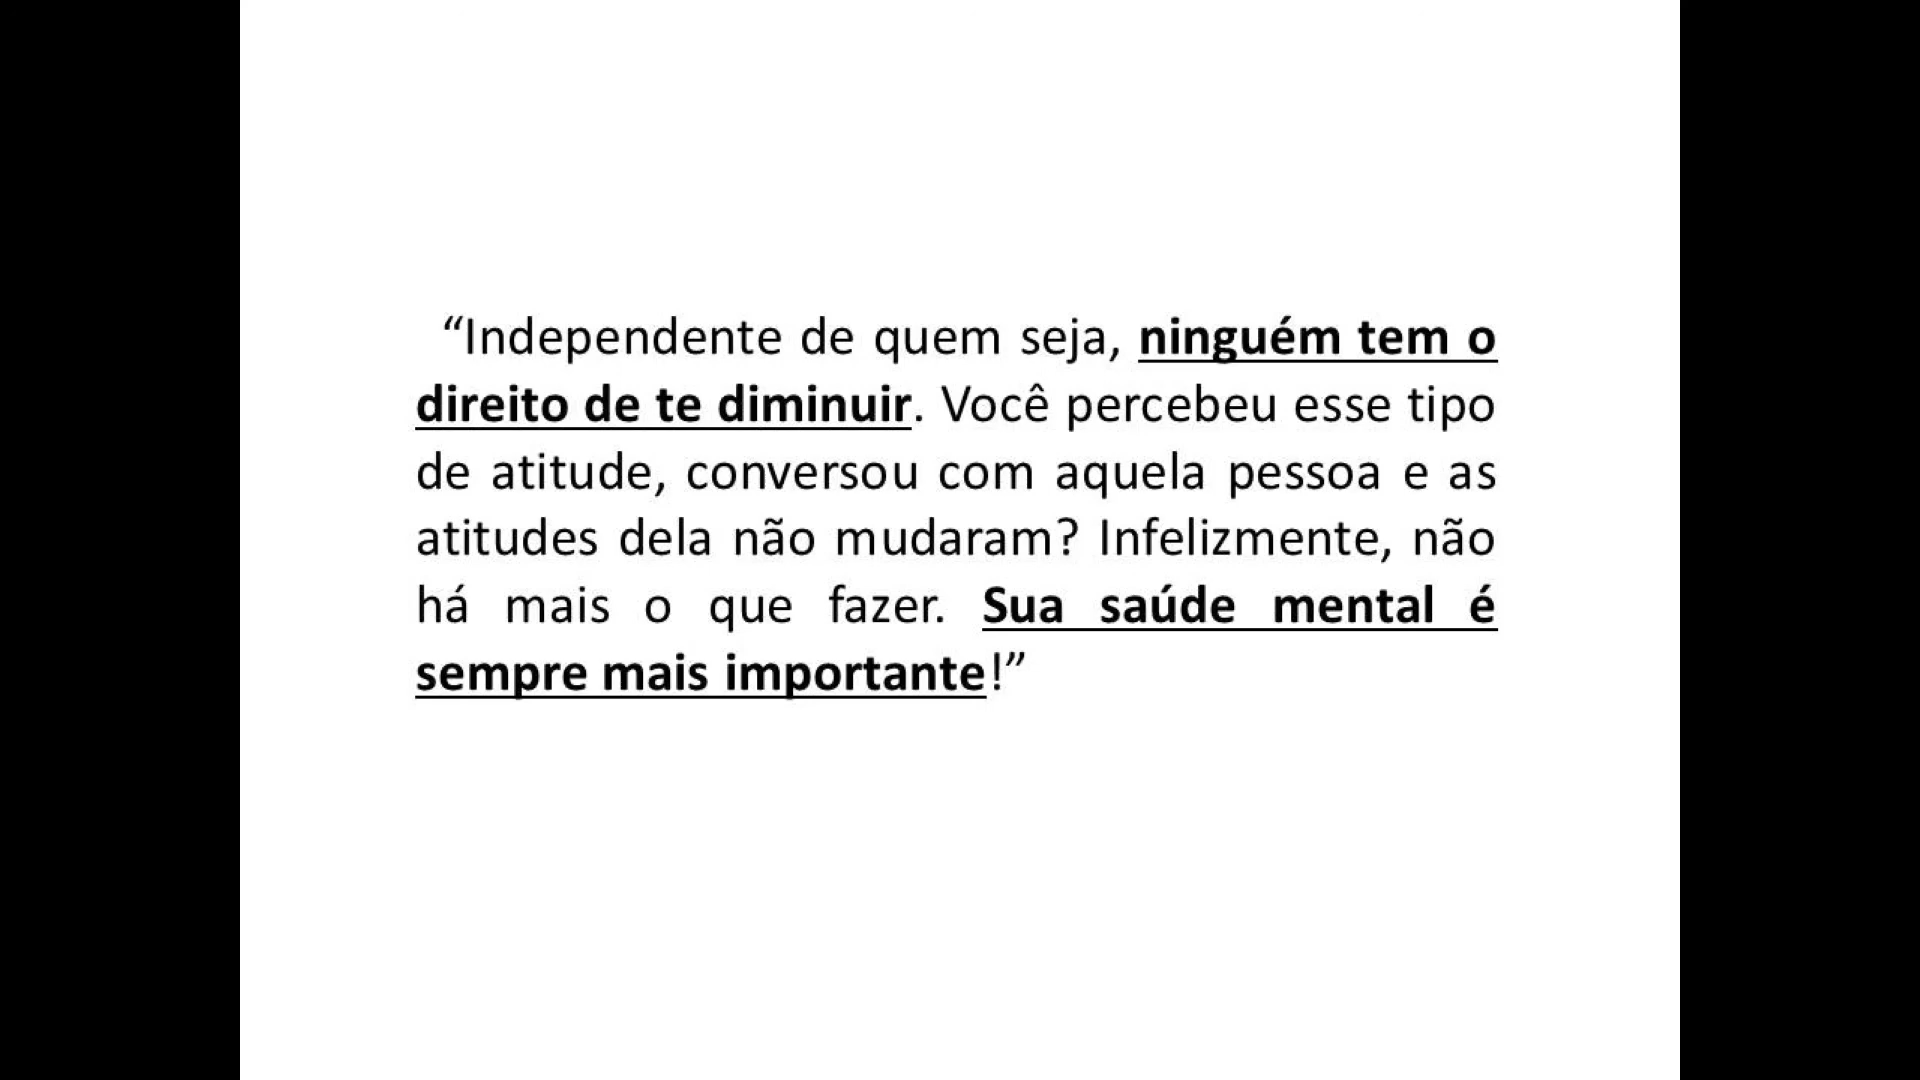 “Independente de quem seja, ninguém tem o
direito de te diminuir. Você percebeu esse tipo
de atitude, conversou com aquela pessoa e as
atitudes dela não mudaram? Infelizmente, não
há mais o que fazer. Sua saúde mental é
sempre mais importante!”